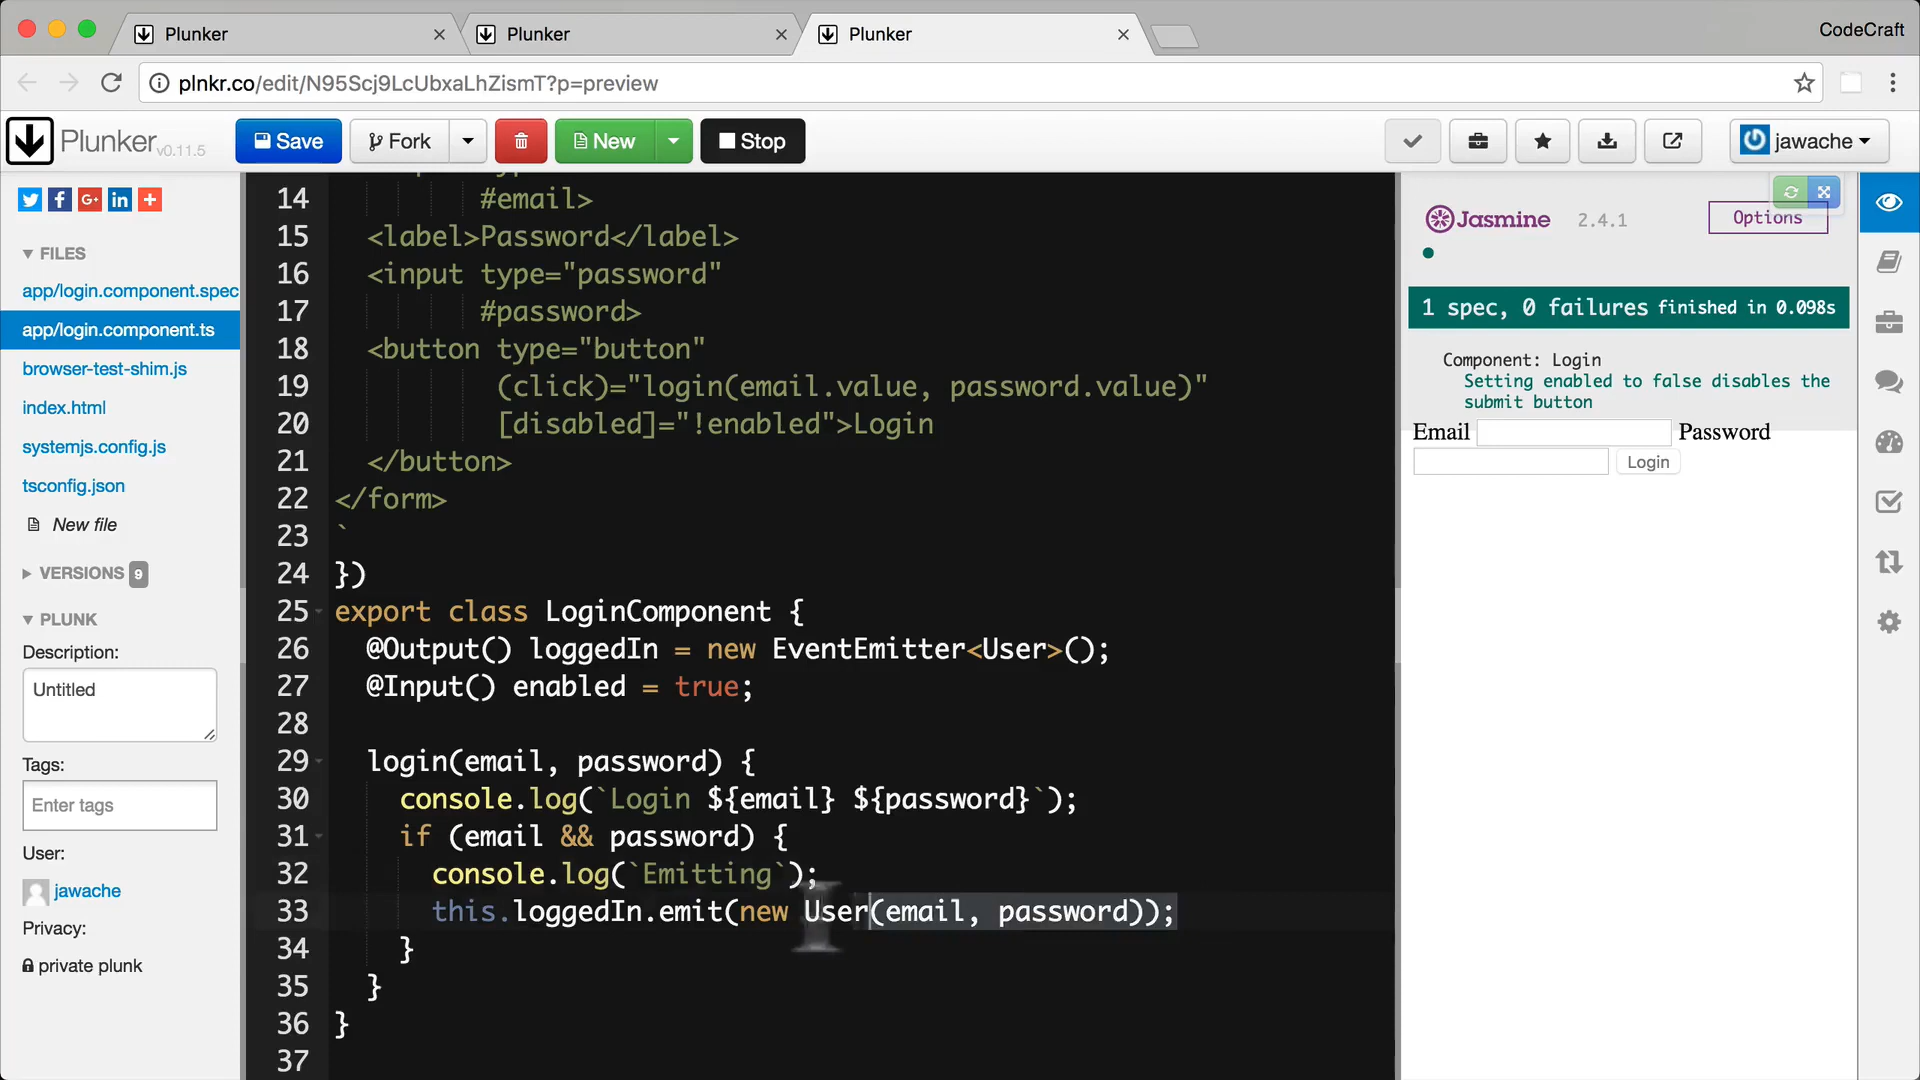 Plunker
Plunker
Plunker
CodeCraft
plnkr.co/edit/N95Scj9LcUbxaLhZismT?p=preview
Plunker v0.11.5
Save
Fork
New
Stop
jawache
FILES
app/login.component.spec
app/login.component.ts
browser-test-shim.js
index.html
systemjs.config.js
tsconfig.json
New file
VERSIONS 9
PLUNK
Description:
Untitled
Tags:
Enter tags
User:
jawache
Privacy:
private plunk
14 #email>
15 <label>Password</label>
16 <input type="password"
17 #password>
18 <button type="button"
19 (click)="login(email.value, password.value)"
20 [disabled]="!enabled">Login
21 </button>
22 </form>
23 `
24 })
25 export class LoginComponent {
26 @Output() loggedIn = new EventEmitter<User>();
27 @Input() enabled = true;
28
29 login(email, password) {
30 console.log(`Login ${email} ${password}`);
31 if (email && password) {
32 console.log(`Emitting`);
33 this.loggedIn.emit(new User(email, password));
34 }
35 }
36 }
37
Jasmine 2.4.1
Options
1 spec, 0 failures finished in 0.098s
Component: Login
Setting enabled to false disables the
submit button
Email Password
Login